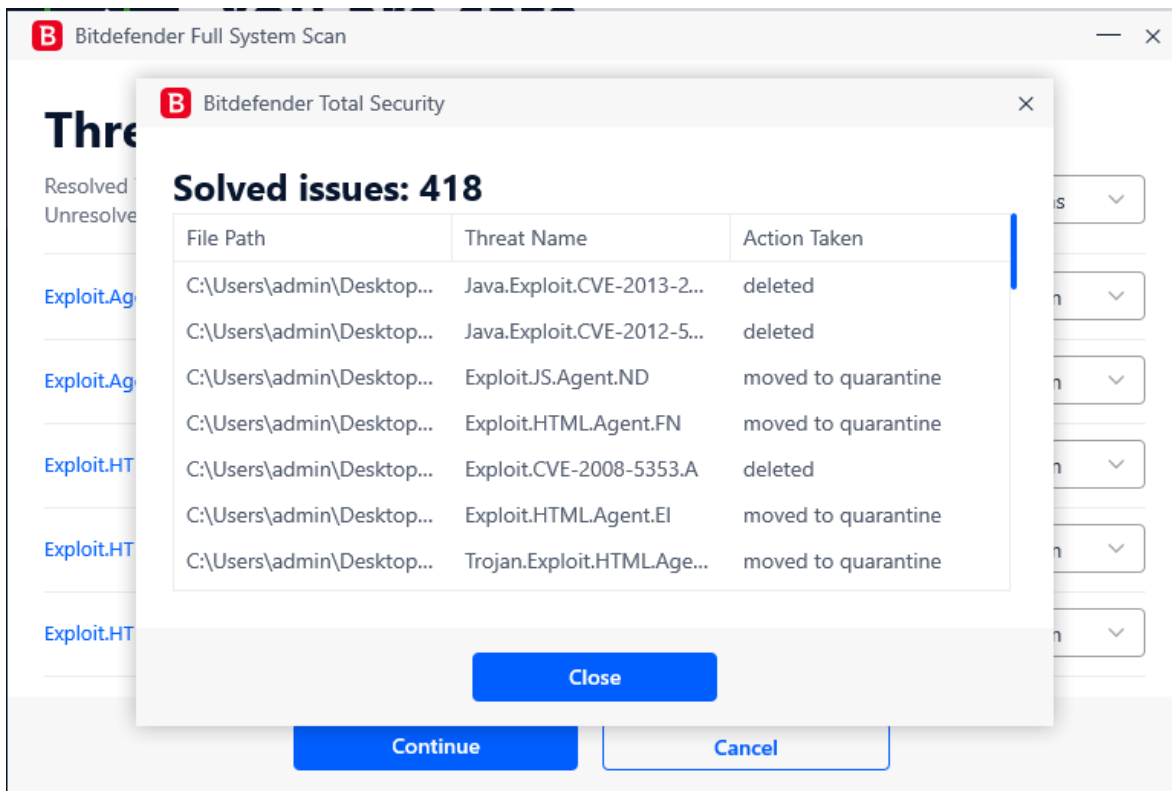 B Bitdefender Full System Scan
B Bitdefender Total Security
Thre
Resolved
Unresolve
Solved issues: 418
File Path Threat Name Action Taken
C:\Users\admin\Desktop... Java.Exploit.CVE-2013-2... deleted
C:\Users\admin\Desktop... Java.Exploit.CVE-2012-5... deleted
C:\Users\admin\Desktop... Exploit.JS.Agent.ND moved to quarantine
C:\Users\admin\Desktop... Exploit.HTML.Agent.FN moved to quarantine
C:\Users\admin\Desktop... Exploit.CVE-2008-5353.A deleted
C:\Users\admin\Desktop... Exploit.HTML.Agent.EI moved to quarantine
C:\Users\admin\Desktop... Trojan.Exploit.HTML.Age... moved to quarantine
Exploit.Ag
Exploit.Ag
Exploit.HT
Exploit.HT
Exploit.HT
Close
Continue Cancel